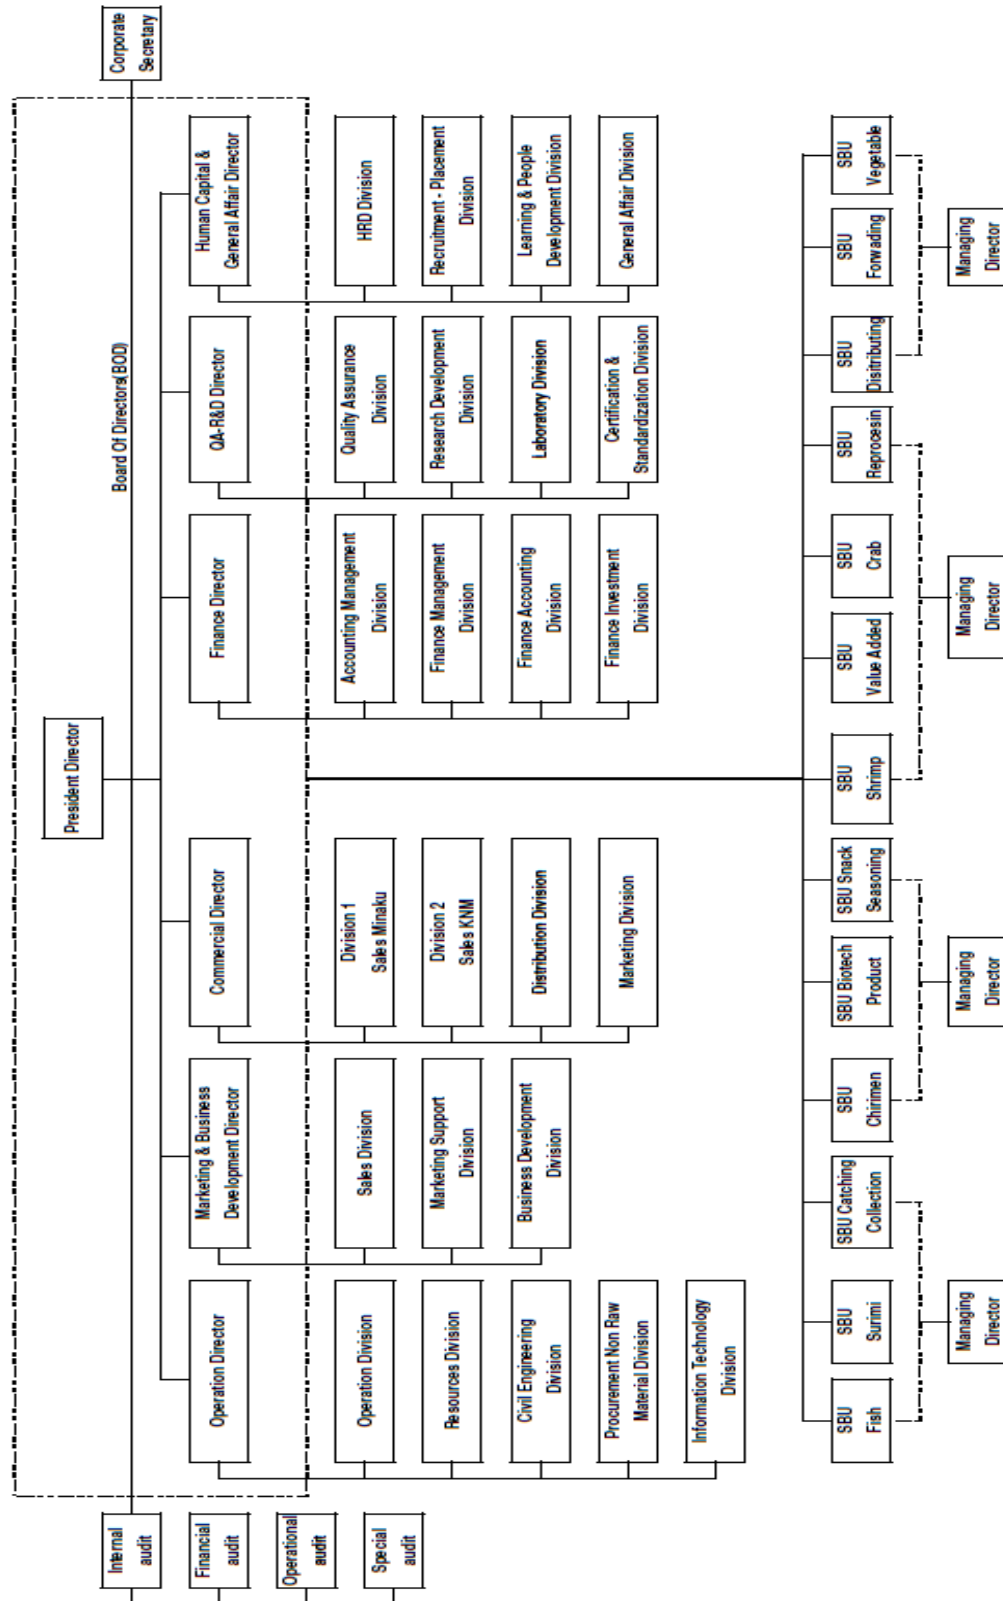 President Director
Board Of Directors(BOD)
Internal
audit
Corporate
Secretary
Financial
audit
Operational
audit
Special
audit
Operation Director
Marketing & Business
Development Director
Commercial Director
Finance Director
QA-R&D Director
Human Capital &
General Affair Director
Operation Division
Resources Division
Civil Engineering
Division
Procurement Non Raw
Material Division
Information Technology
Division
Sales Division
Marketing Support
Division
Business Development
Division
Division 1
Sales Minaku
Division 2
Sales KNM
Distribution Division
Marketing Division
Accounting Management
Division
Finance Management
Division
Finance Accounting
Division
Finance Investment
Division
Quality Assurance
Division
Research Development
Division
Laboratory Division
Certification &
Standardization Division
HRD Division
Recruitment - Placement
Division
Learning & People
Development Division
General Affair Division
SBU
Fish
SBU
Surimi
SBU Catching
Collection
SBU
Chirimen
SBU Biotech
Product
SBU Snack
Seasoning
SBU
Shrimp
SBU
Value Added
SBU
Crab
SBU
Reprocesin
SBU
Disitributing
SBU
Forwading
SBU
Vegetable
Managing
Director
Managing
Director
Managing
Director
Managing
Director